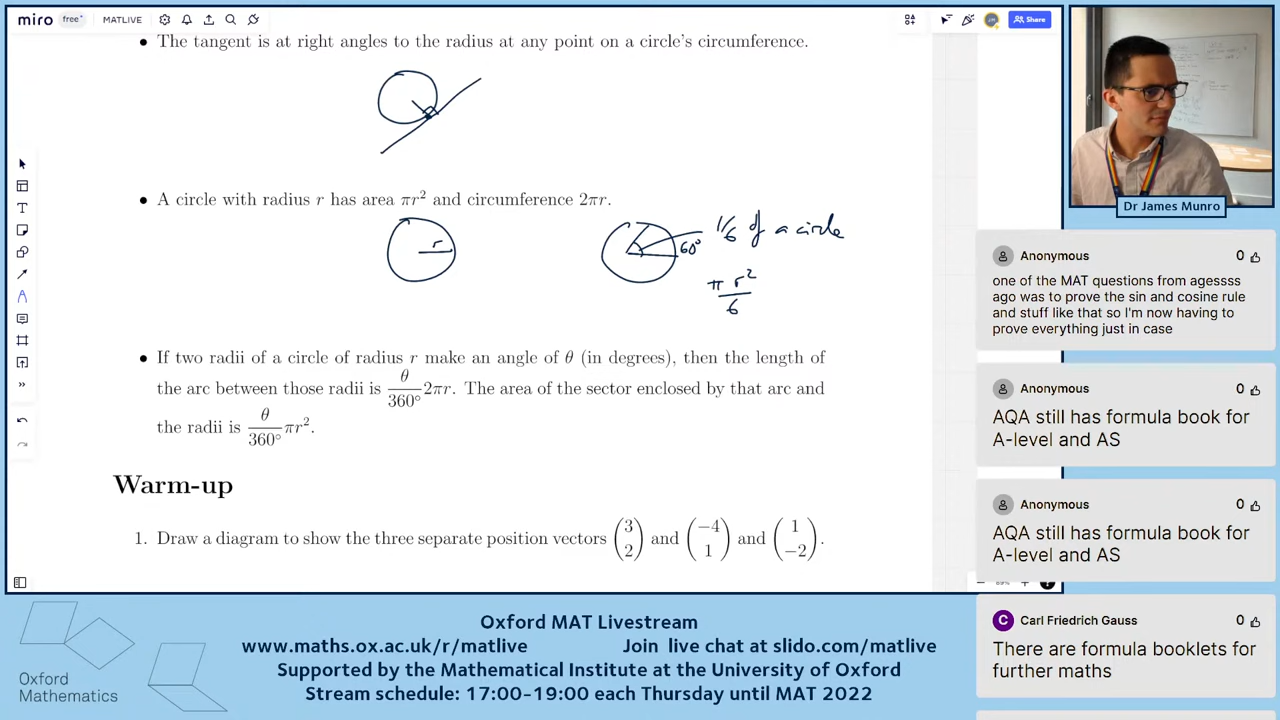 miro free MATLIVE Share
• The tangent is at right angles to the radius at any point on a circle's circumference.
• A circle with radius r has area πr² and circumference 2πr.
r
60°
1/6 of a circle
πr²/6
• If two radii of a circle of radius r make an angle of θ (in degrees), then the length of
the arc between those radii is θ/360° 2πr. The area of the sector enclosed by that arc and
the radii is θ/360° πr².
Warm-up
1. Draw a diagram to show the three separate position vectors (3 2) and (−4 1) and (1 −2).
Dr James Munro
Anonymous 0
one of the MAT questions from agessss
ago was to prove the sin and cosine rule
and stuff like that so I'm now having to
prove everything just in case
Anonymous 0
AQA still has formula book for
A-level and AS
Anonymous 0
AQA still has formula book for
A-level and AS
C Carl Friedrich Gauss 0
There are formula booklets for
further maths
Oxford
Mathematics
Oxford MAT Livestream
www.maths.ox.ac.uk/r/matlive Join live chat at slido.com/matlive
Supported by the Mathematical Institute at the University of Oxford
Stream schedule: 17:00-19:00 each Thursday until MAT 2022